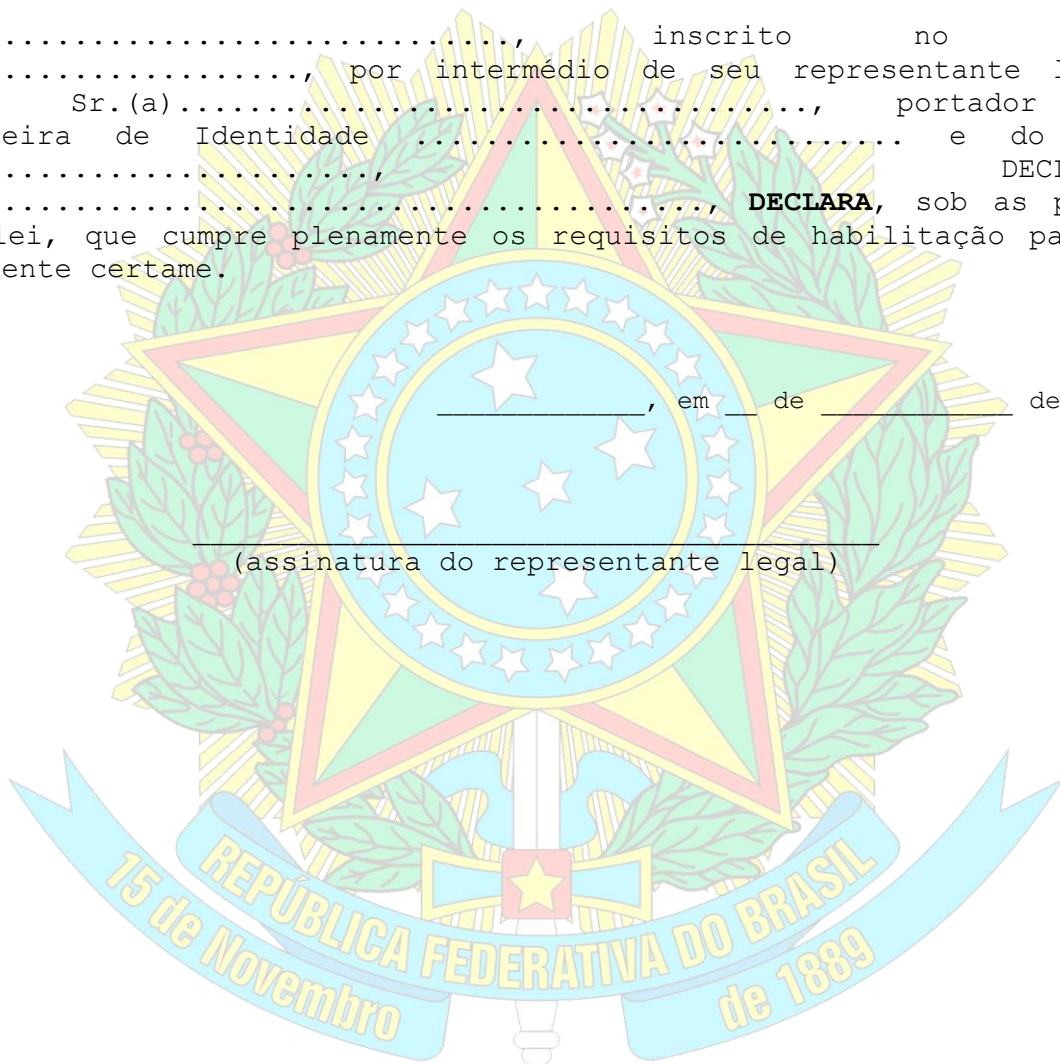 ..............................., inscrito no
.................., por intermédio de seu representante
Sr.(a)....................................., portador
eira de Identidade ............................ e do
......................, DECL
.........................................., DECLARA, sob as
lei, que cumpre plenamente os requisitos de habilitação pa
ente certame.
_____________, em __ de ____________ de
___________________________________________
(assinatura do representante legal)
REPÚBLICA FEDERATIVA DO BRASIL
15 de Novembro de 1889